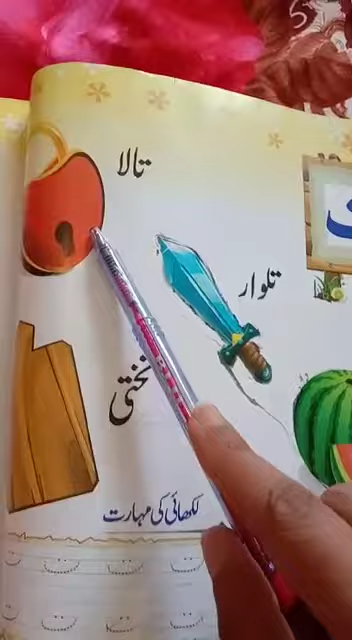 تالا
تلوار
تختی
لکھائی کی مہارت
ت ت ت ت